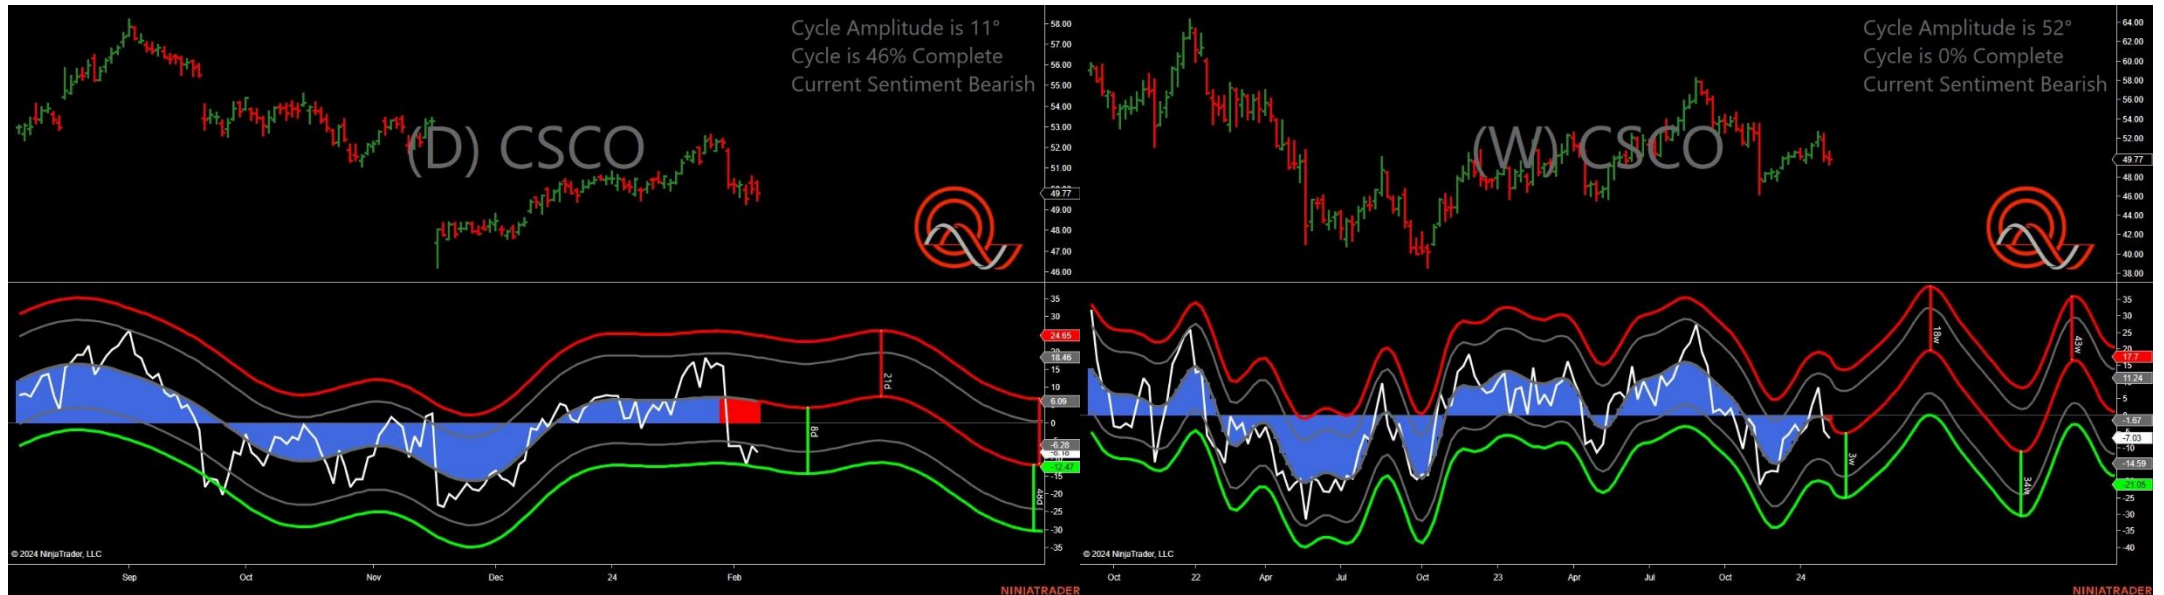 Cycle Amplitude is 11°
Cycle is 46% Complete
Current Sentiment Bearish
(D) CSCO
58.00
57.00
56.00
55.00
54.00
53.00
52.00
51.00
49.77
49.00
48.00
47.00
46.00
35
30
24.65
18.46
15
10
6.09
0
-6.28
-12.47
-15
-20
-25
-30
-35
21d
8d
48d
© 2024 NinjaTrader, LLC
Sep
Oct
Nov
Dec
24
Feb
NINJATRADER
Cycle Amplitude is 52°
Cycle is 0% Complete
Current Sentiment Bearish
(W) CSCO
64.00
62.00
60.00
58.00
56.00
54.00
52.00
49.77
48.00
46.00
44.00
42.00
40.00
38.00
35
30
25
20
17.7
11.24
5
-1.67
-7.03
-10
-14.59
-21.05
-25
-30
-35
-40
18w
43w
3w
34w
© 2024 NinjaTrader, LLC
Oct
22
Apr
Jul
Oct
23
Apr
Jul
Oct
24
NINJATRADER